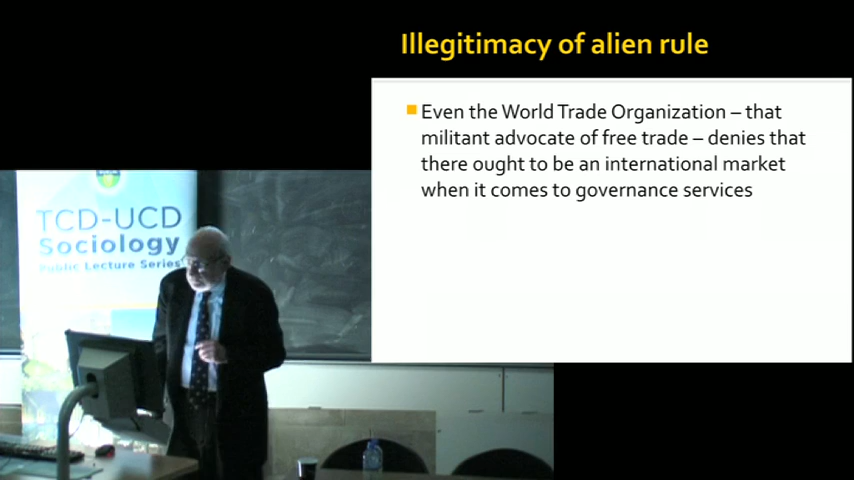 Illegitimacy of alien rule
Even the World Trade Organization – that
militant advocate of free trade – denies that
there ought to be an international market
when it comes to governance services
TCD-UCD
Sociology
Public Lecture Series